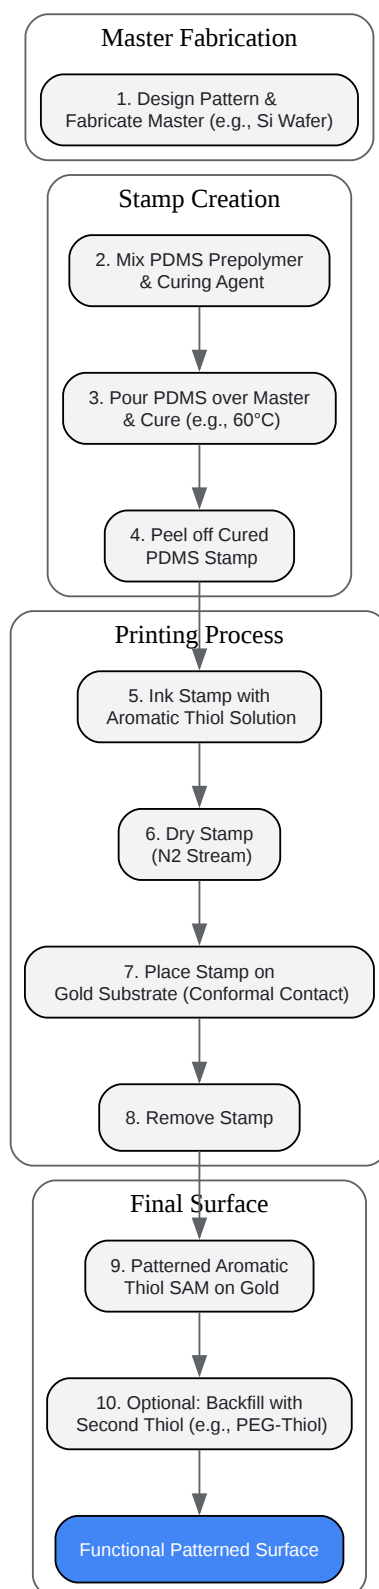 Master Fabrication
1. Design Pattern &
Fabricate Master (e.g., Si Wafer)
Stamp Creation
2. Mix PDMS Prepolymer
& Curing Agent
3. Pour PDMS over Master
& Cure (e.g., 60°C)
4. Peel off Cured
PDMS Stamp
Printing Process
5. Ink Stamp with
Aromatic Thiol Solution
6. Dry Stamp
(N2 Stream)
7. Place Stamp on
Gold Substrate (Conformal Contact)
8. Remove Stamp
Final Surface
9. Patterned Aromatic
Thiol SAM on Gold
10. Optional: Backfill with
Second Thiol (e.g., PEG-Thiol)
Functional Patterned Surface